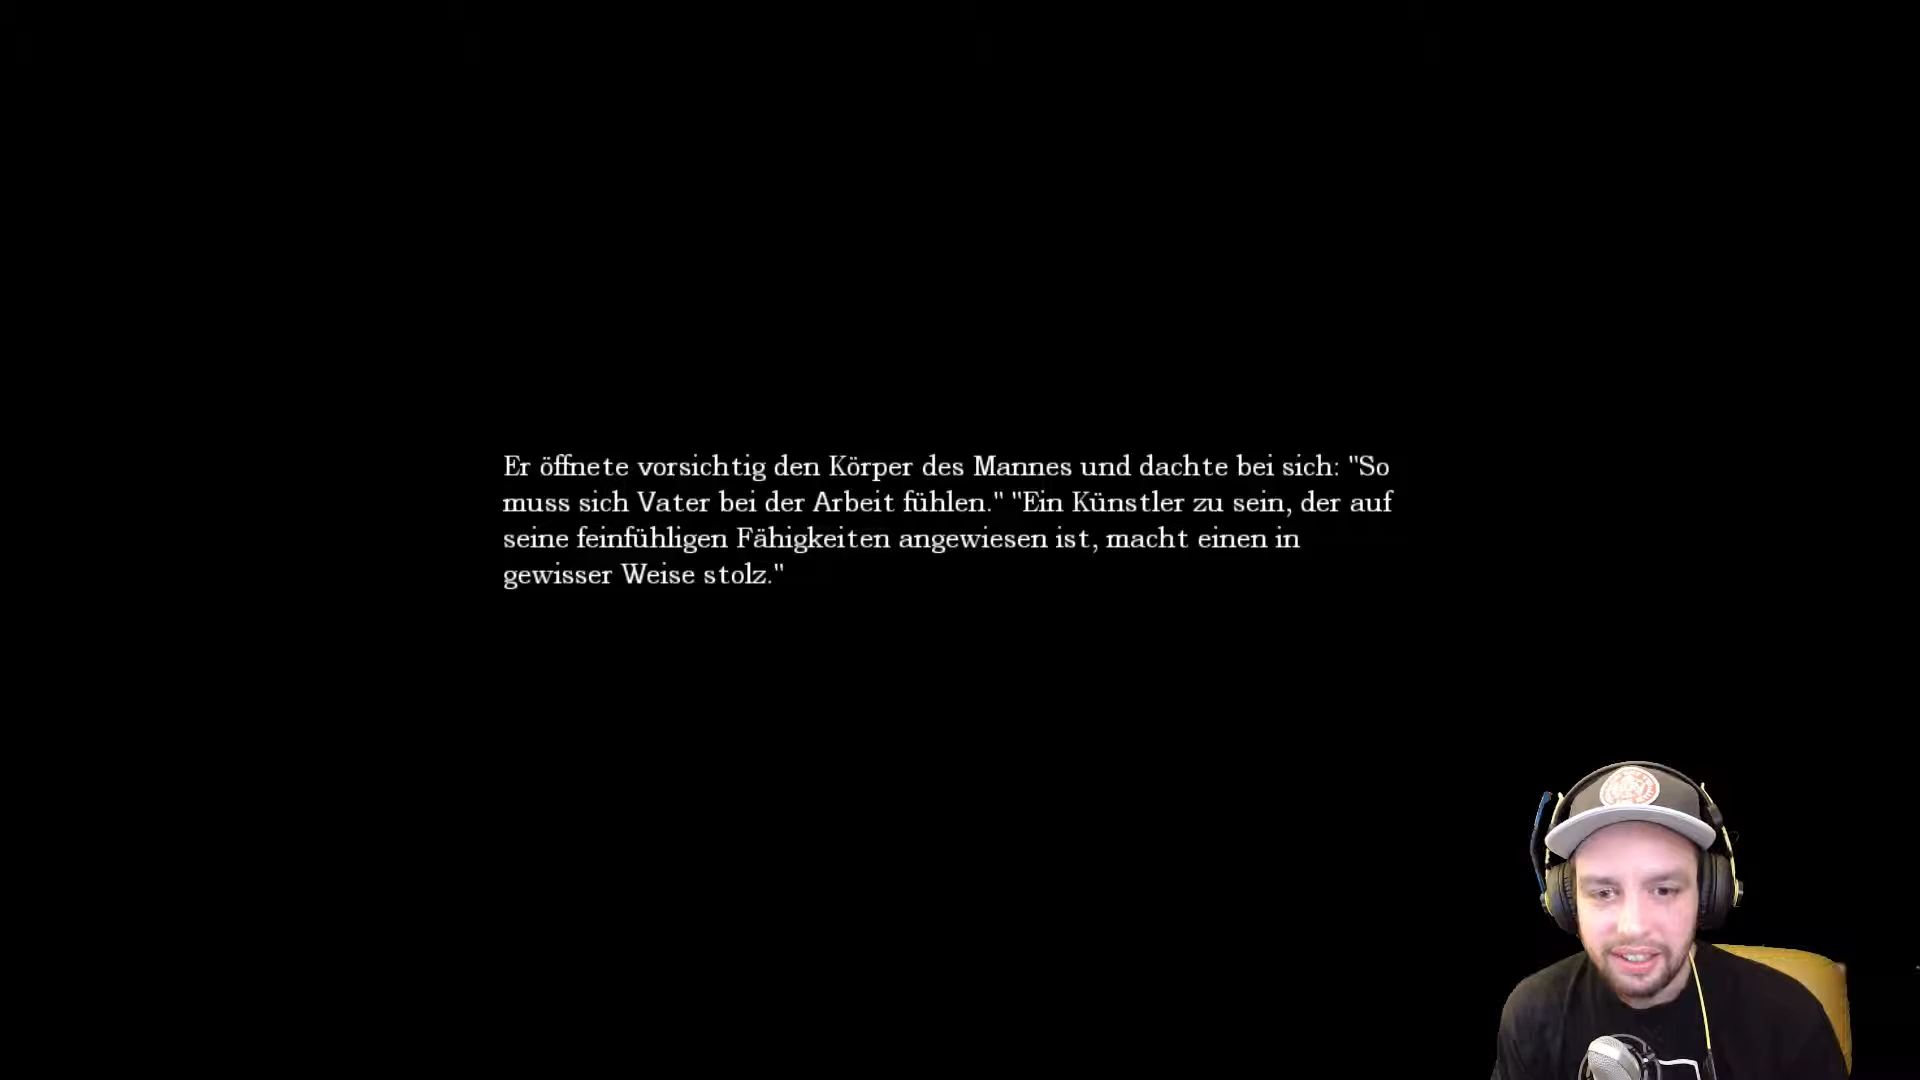 Er öffnete vorsichtig den Körper des Mannes und dachte bei sich: "So
muss sich Vater bei der Arbeit fühlen." "Ein Künstler zu sein, der auf
seine feinfühligen Fähigkeiten angewiesen ist, macht einen in
gewisser Weise stolz."